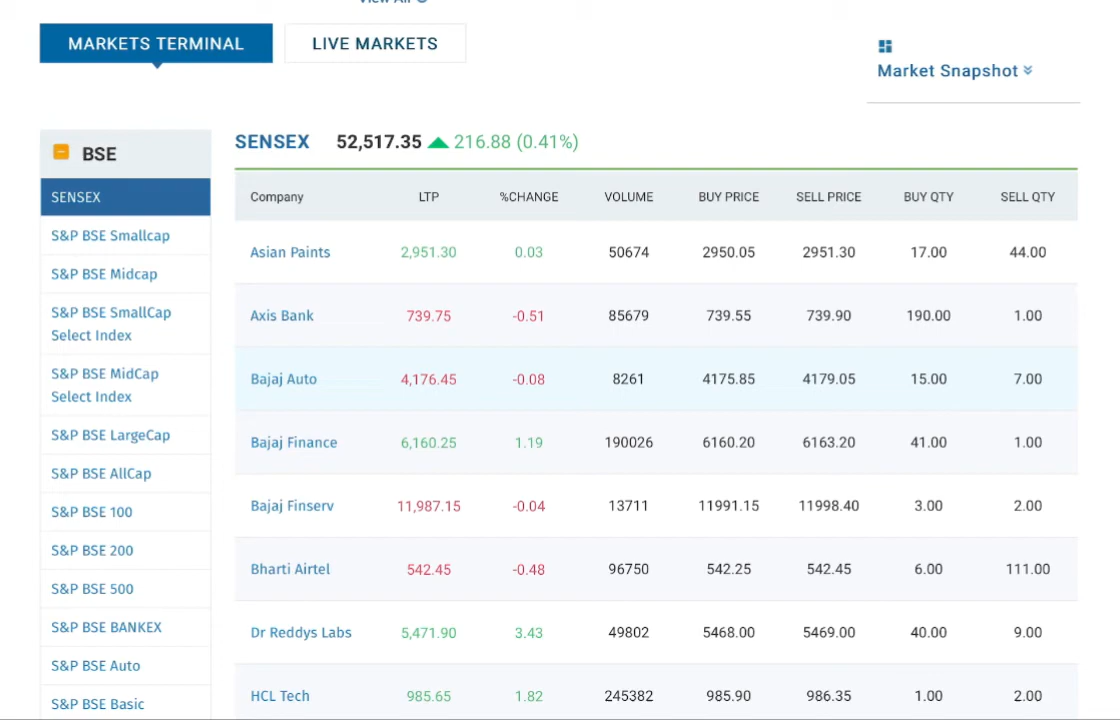 MARKETS TERMINAL
LIVE MARKETS
Market Snapshot
BSE
SENSEX
S&P BSE Smallcap
S&P BSE Midcap
S&P BSE SmallCap
Select Index
S&P BSE MidCap
Select Index
S&P BSE LargeCap
S&P BSE AllCap
S&P BSE 100
S&P BSE 200
S&P BSE 500
S&P BSE BANKEX
S&P BSE Auto
S&P BSE Basic
SENSEX 52,517.35 216.88 (0.41%)
Company LTP %CHANGE VOLUME BUY PRICE SELL PRICE BUY QTY SELL QTY
Asian Paints 2,951.30 0.03 50674 2950.05 2951.30 17.00 44.00
Axis Bank 739.75 -0.51 85679 739.55 739.90 190.00 1.00
Bajaj Auto 4,176.45 -0.08 8261 4175.85 4179.05 15.00 7.00
Bajaj Finance 6,160.25 1.19 190026 6160.20 6163.20 41.00 1.00
Bajaj Finserv 11,987.15 -0.04 13711 11991.15 11998.40 3.00 2.00
Bharti Airtel 542.45 -0.48 96750 542.25 542.45 6.00 111.00
Dr Reddys Labs 5,471.90 3.43 49802 5468.00 5469.00 40.00 9.00
HCL Tech 985.65 1.82 245382 985.90 986.35 1.00 2.00